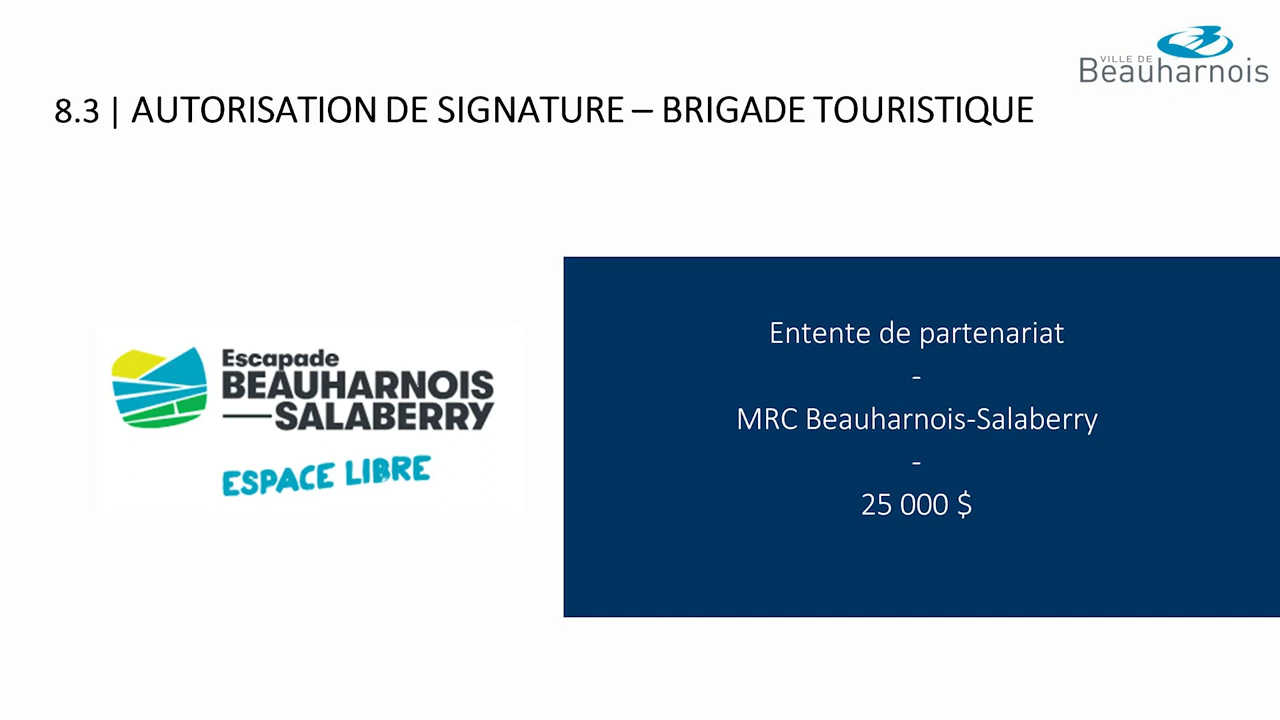 VILLE DE
Beauharnois
8.3 | AUTORISATION DE SIGNATURE – BRIGADE TOURISTIQUE
Escapade
BEAUHARNOIS
—SALABERRY
ESPACE LIBRE
Entente de partenariat
-
MRC Beauharnois-Salaberry
-
25 000 $